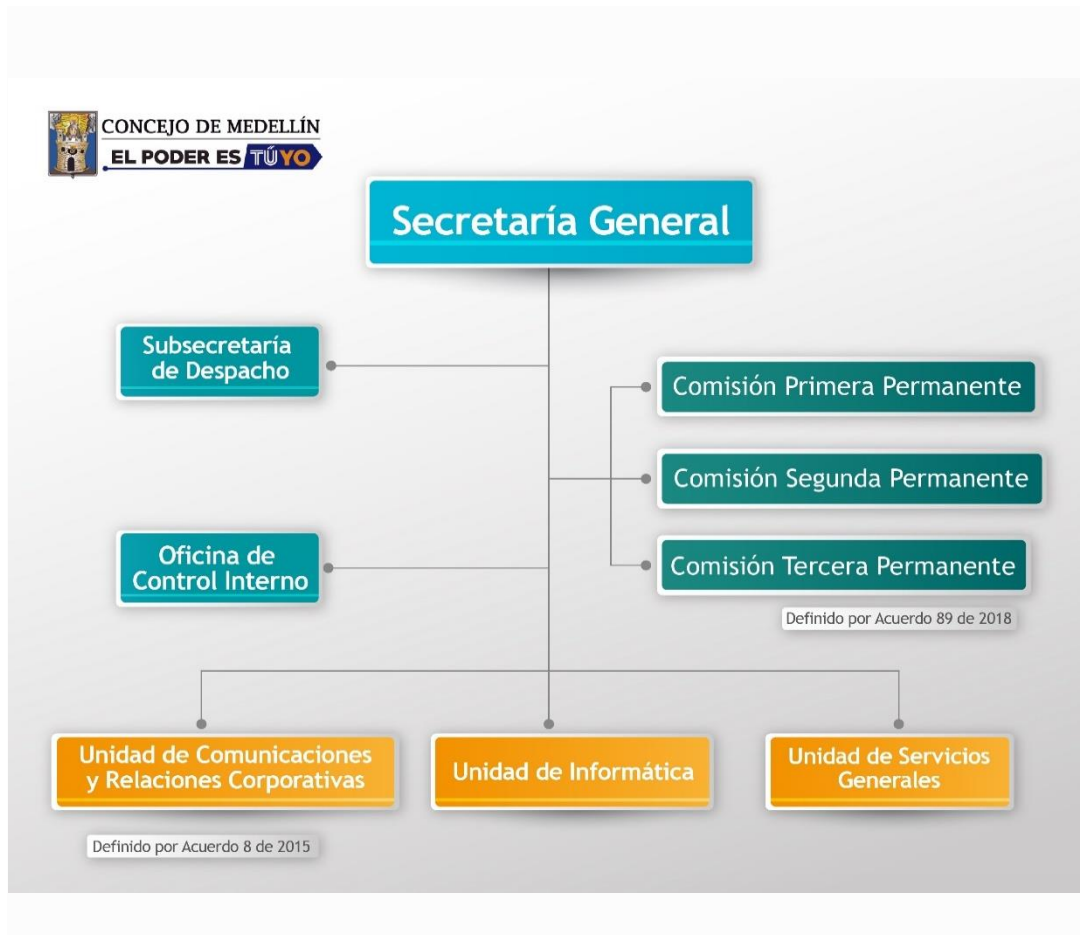 CONCEJO DE MEDELLÍN
EL PODER ES TÚYO
Secretaría General
Subsecretaría
de Despacho
Comisión Primera Permanente
Comisión Segunda Permanente
Oficina de
Control Interno
Comisión Tercera Permanente
Definido por Acuerdo 89 de 2018
Unidad de Comunicaciones
y Relaciones Corporativas
Unidad de Informática
Unidad de Servicios
Generales
Definido por Acuerdo 8 de 2015